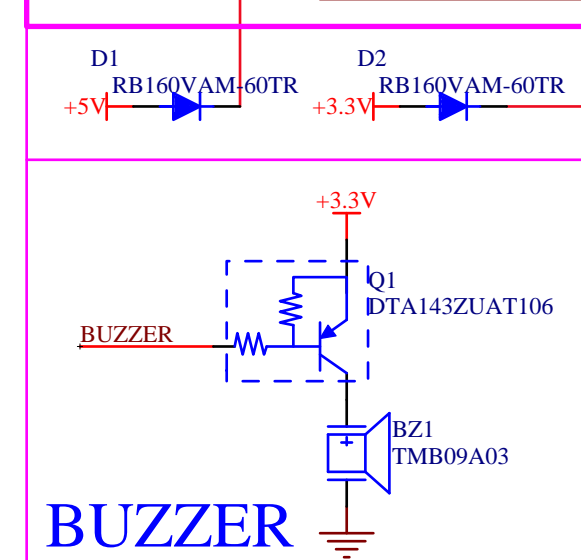 D1
RB160VAM-60TR
+5V
D2
RB160VAM-60TR
+3.3V
+3.3V
Q1
DTA143ZUAT106
BUZZER
BZ1
TMB09A03
+
BUZZER